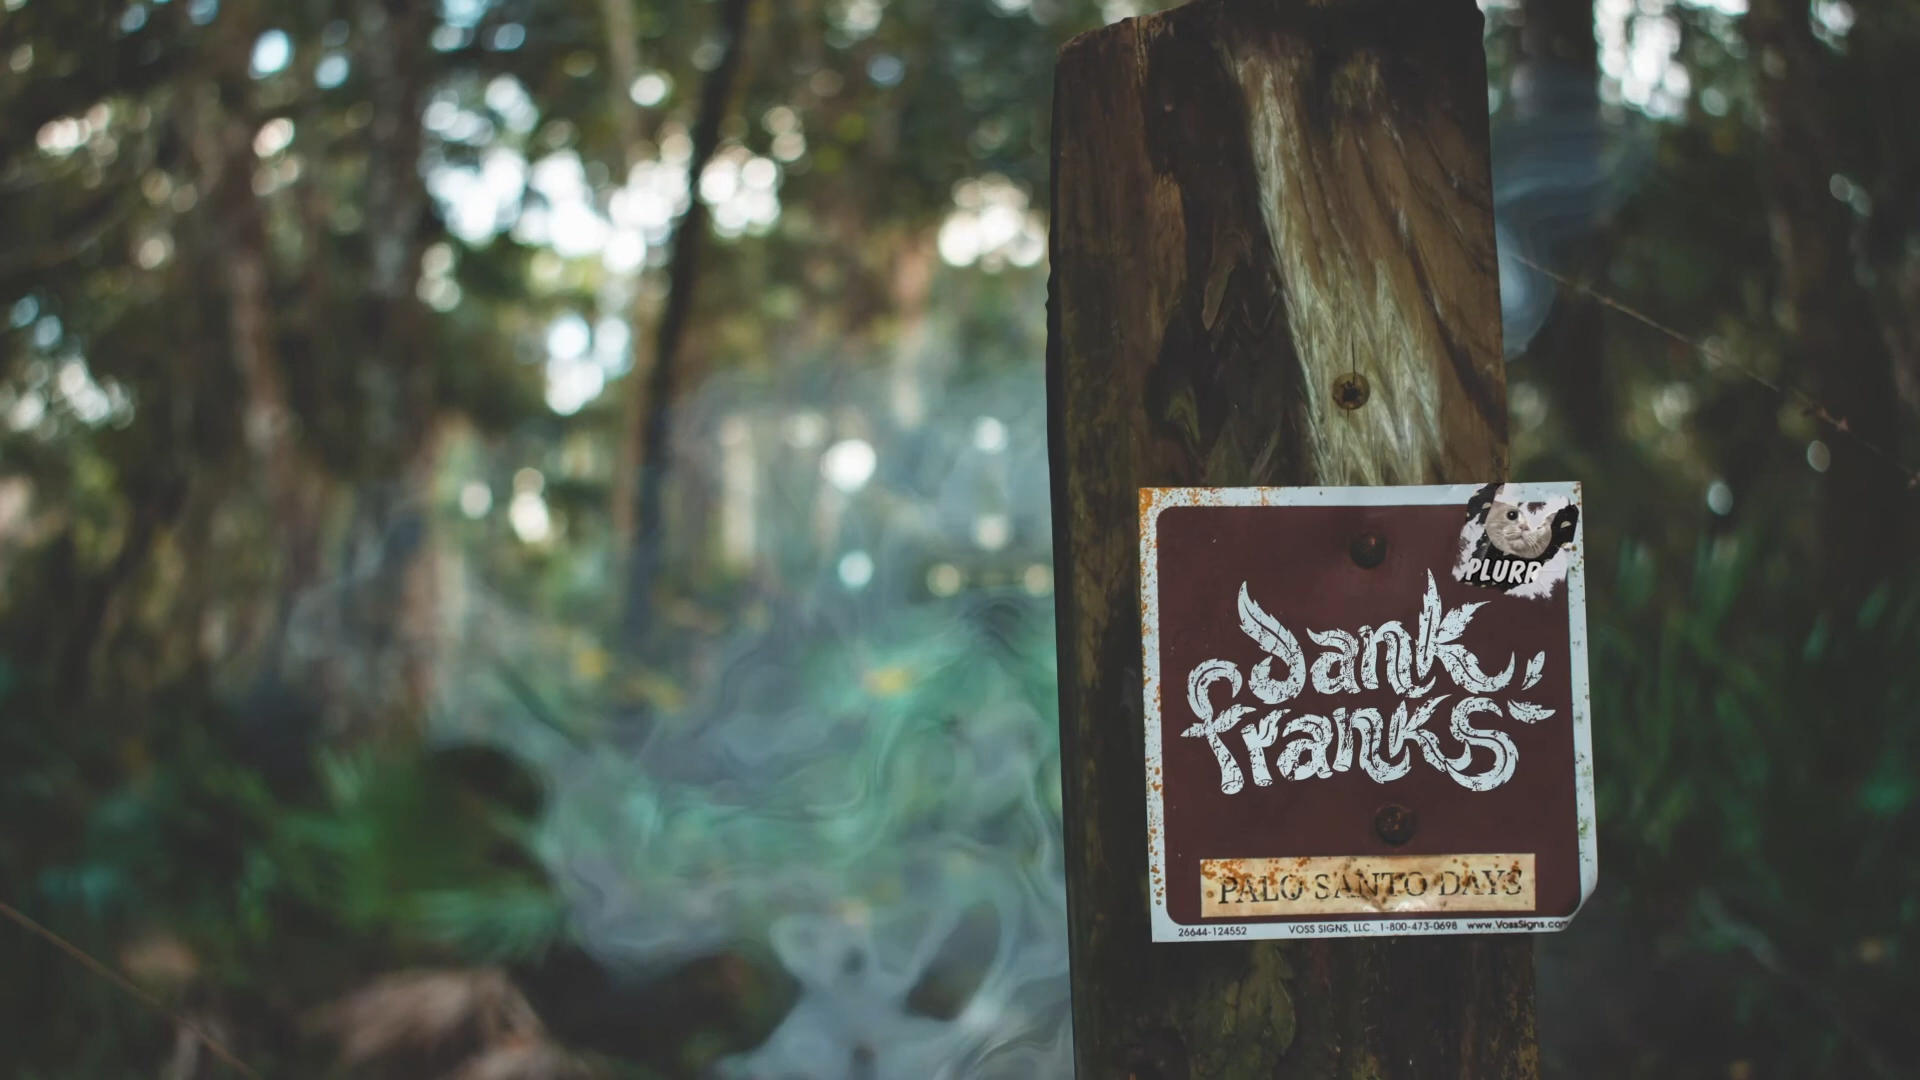 PLURR
dank
franks
PALO SANTO DAYS
26644-124552 VOSS SIGNS, LLC. 1-800-473-0698 www.VossSigns.com